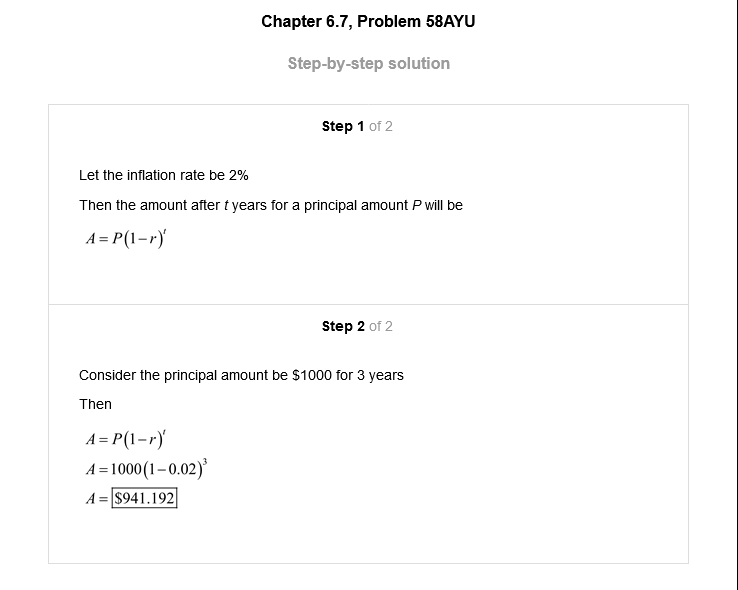 Chapter 6.7, Problem 58AYU
Step-by-step solution
Step 1 of 2
Let the inflation rate be 2%
Then the amount after t years for a principal amount P will be
A = P(1−r)^t
Step 2 of 2
Consider the principal amount be $1000 for 3 years
Then
A = P(1−r)^t
A = 1000(1−0.02)^3
A = $941.192